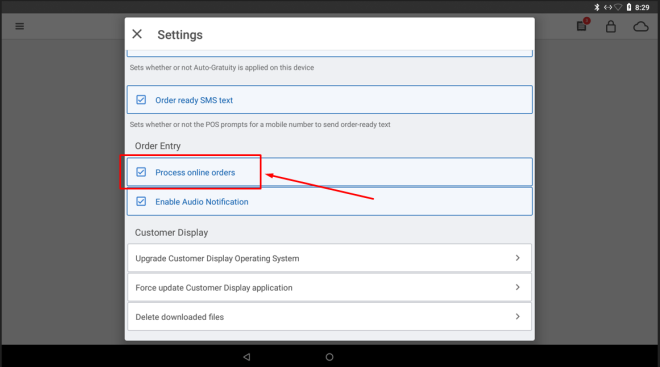 8:29
Settings
Sets whether or not Auto-Gratuity is applied on this device
Order ready SMS text
Sets whether or not the POS prompts for a mobile number to send order-ready text
Order Entry
Process online orders
Enable Audio Notification
Customer Display
Upgrade Customer Display Operating System
Force update Customer Display application
Delete downloaded files